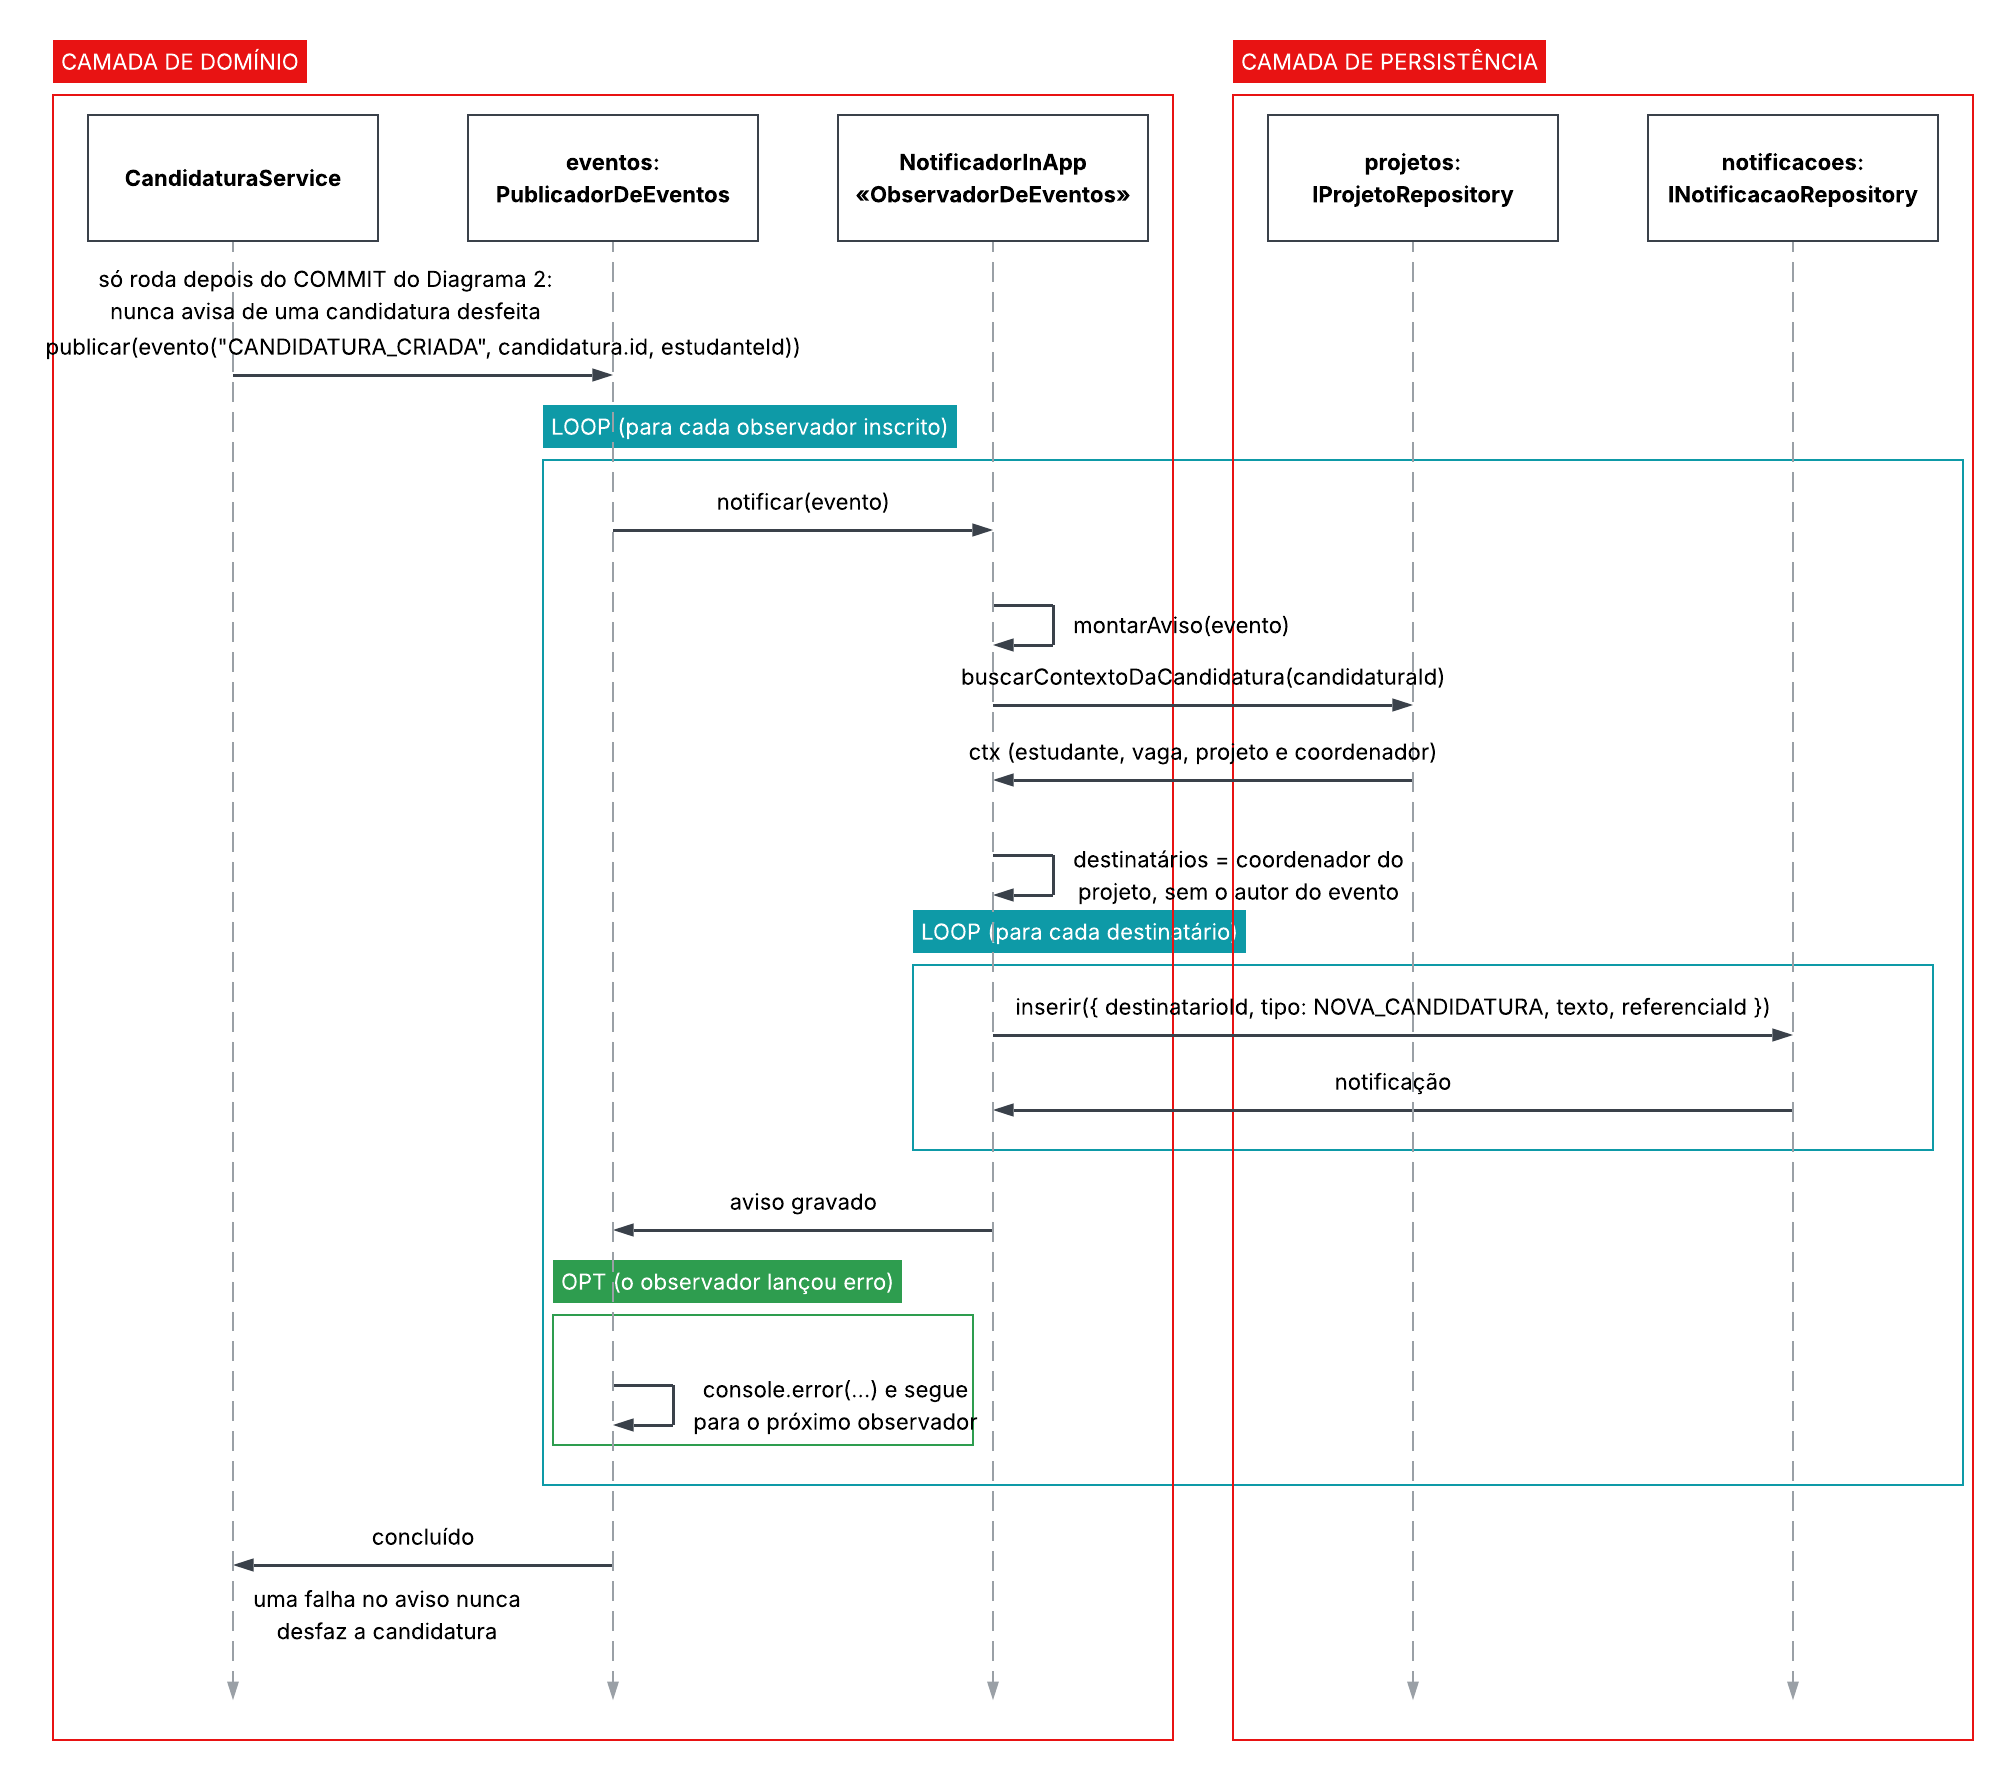 CAMADA DE DOMÍNIO
CAMADA DE PERSISTÊNCIA
CandidaturaService
eventos:
PublicadorDeEventos
NotificadorInApp
«ObservadorDeEventos»
projetos:
IProjetoRepository
notificacoes:
INotificacaoRepository
só roda depois do COMMIT do Diagrama 2:
nunca avisa de uma candidatura desfeita
publicar(evento("CANDIDATURA_CRIADA", candidatura.id, estudanteId))
LOOP (para cada observador inscrito)
notificar(evento)
montarAviso(evento)
buscarContextoDaCandidatura(candidaturaId)
ctx (estudante, vaga, projeto e coordenador)
destinatários = coordenador do
projeto, sem o autor do evento
LOOP (para cada destinatário)
inserir({ destinatarioId, tipo: NOVA_CANDIDATURA, texto, referenciaId })
notificação
aviso gravado
OPT (o observador lançou erro)
console.error(...) e segue
para o próximo observador
concluído
uma falha no aviso nunca
desfaz a candidatura